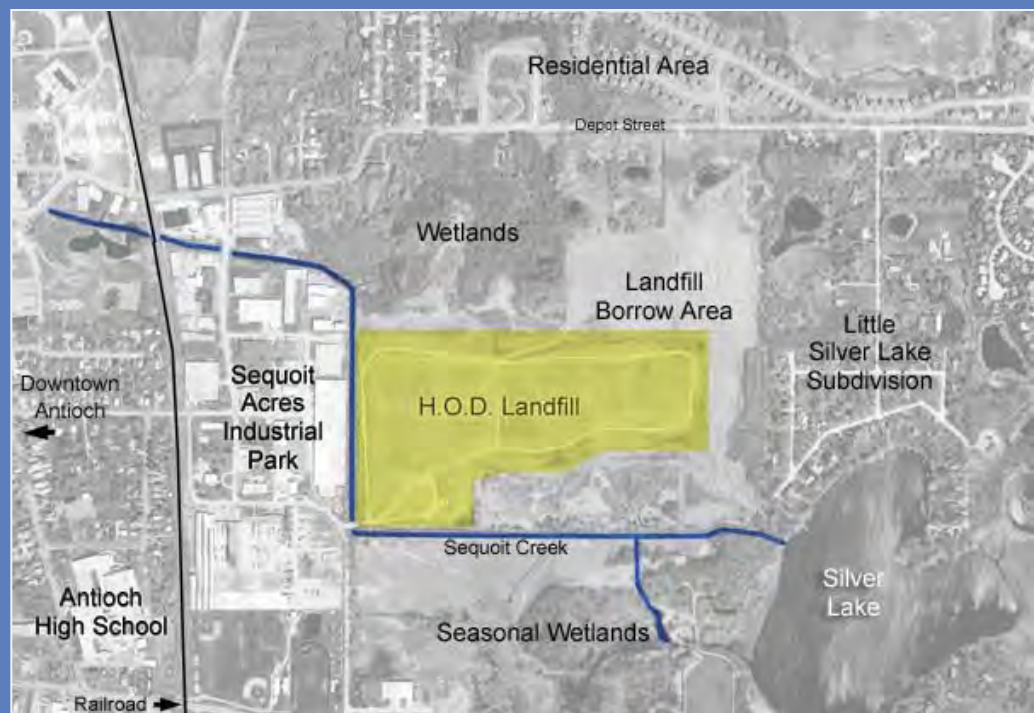 Residential Area
Depot Street
Wetlands
Landfill
Borrow Area
Little
Silver Lake
Subdivision
Downtown
Antioch
Sequoit
Acres
Industrial
Park
H.O.D. Landfill
Sequoit Creek
Silver
Lake
Antioch
High School
Seasonal Wetlands
Railroad